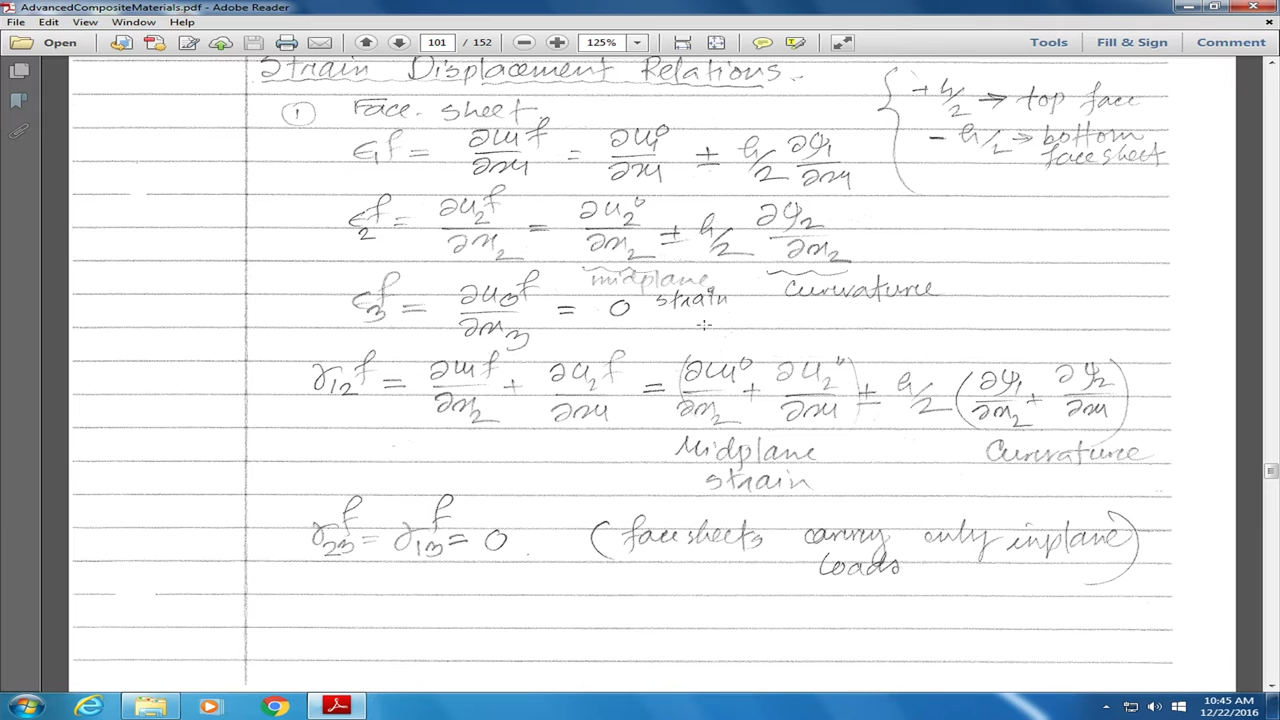 AdvancedCompositeMaterials.pdf - Adobe Reader
File Edit View Window Help
Open 101 / 152 125% Tools Fill & Sign Comment
Strain Displacement Relations.
① Face-sheet
+ h/2 → top face
- h/2 → bottom facesheet
ε₁ᶠ = ∂u₁ᶠ/∂x₁ = ∂u₁⁰/∂x₁ ± h/2 ∂ψ₁/∂x₁
ε₂ᶠ = ∂u₂ᶠ/∂x₂ = ∂u₂⁰/∂x₂ ± h/2 ∂ψ₂/∂x₂
midplane strain curvature
ε₃ᶠ = ∂u₃ᶠ/∂x₃ = 0
γ₁₂ᶠ = ∂u₁ᶠ/∂x₂ + ∂u₂ᶠ/∂x₁ = (∂u₁⁰/∂x₂ + ∂u₂⁰/∂x₁) ± h/2 (∂ψ₁/∂x₂ + ∂ψ₂/∂x₁)
Midplane Curvature
strain
γ₂₃ᶠ = γ₁₃ᶠ = 0 (facesheets carry only inplane
loads)
10:45 AM
12/22/2016